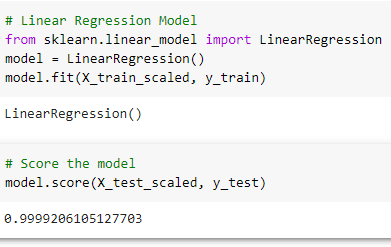 # Linear Regression Model
from sklearn.linear_model import LinearRegression
model = LinearRegression()
model.fit(X_train_scaled, y_train)
LinearRegression()
# Score the model
model.score(X_test_scaled, y_test)
0.9999206105127703